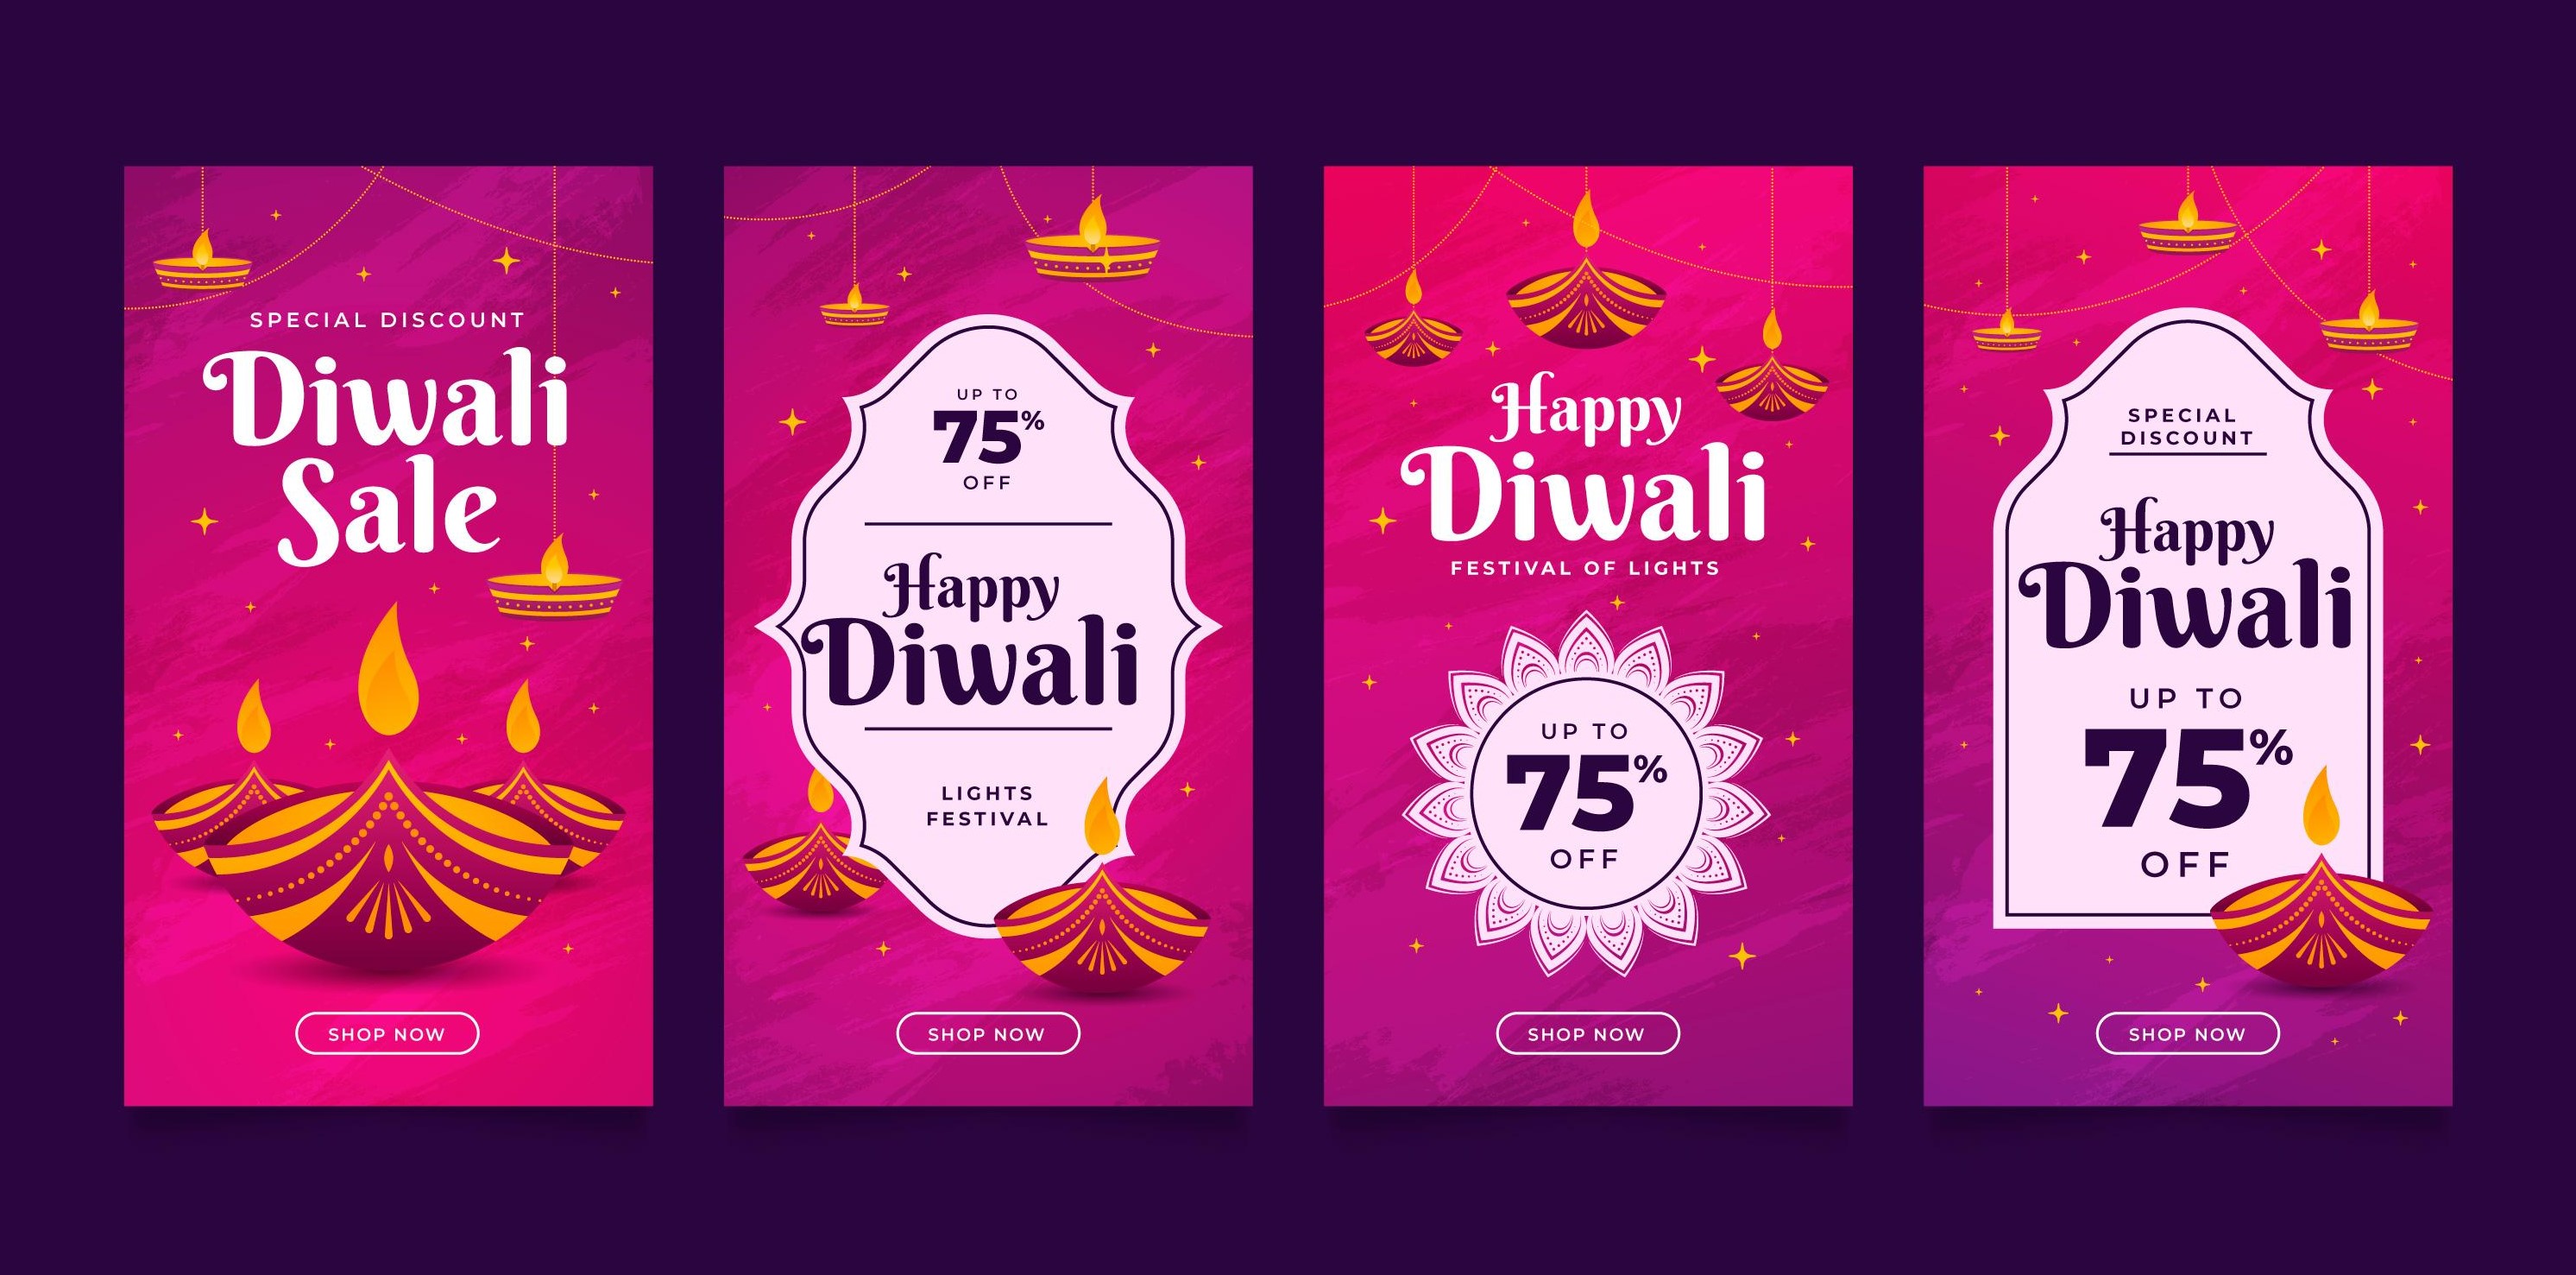 SPECIAL DISCOUNT
Diwali
Sale
SHOP NOW
UP TO
75%
OFF
Happy
Diwali
LIGHTS
FESTIVAL
SHOP NOW
Happy
Diwali
FESTIVAL OF LIGHTS
UP TO
75%
OFF
SHOP NOW
SPECIAL
DISCOUNT
Happy
Diwali
UP TO
75%
OFF
SHOP NOW